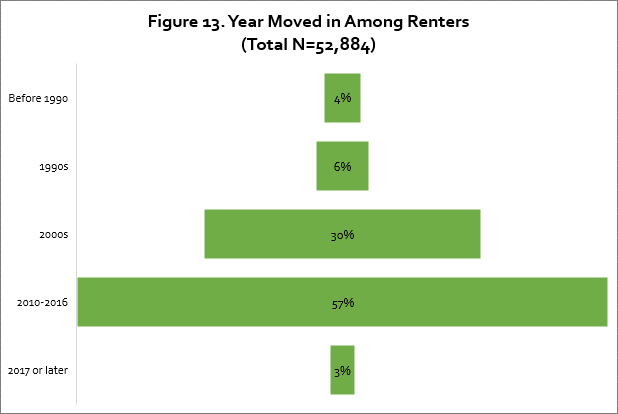 Figure 13. Year Moved in Among Renters
(Total N=52,884)
Before 1990
4%
1990s
6%
2000s
30%
2010-2016
57%
2017 or later
3%